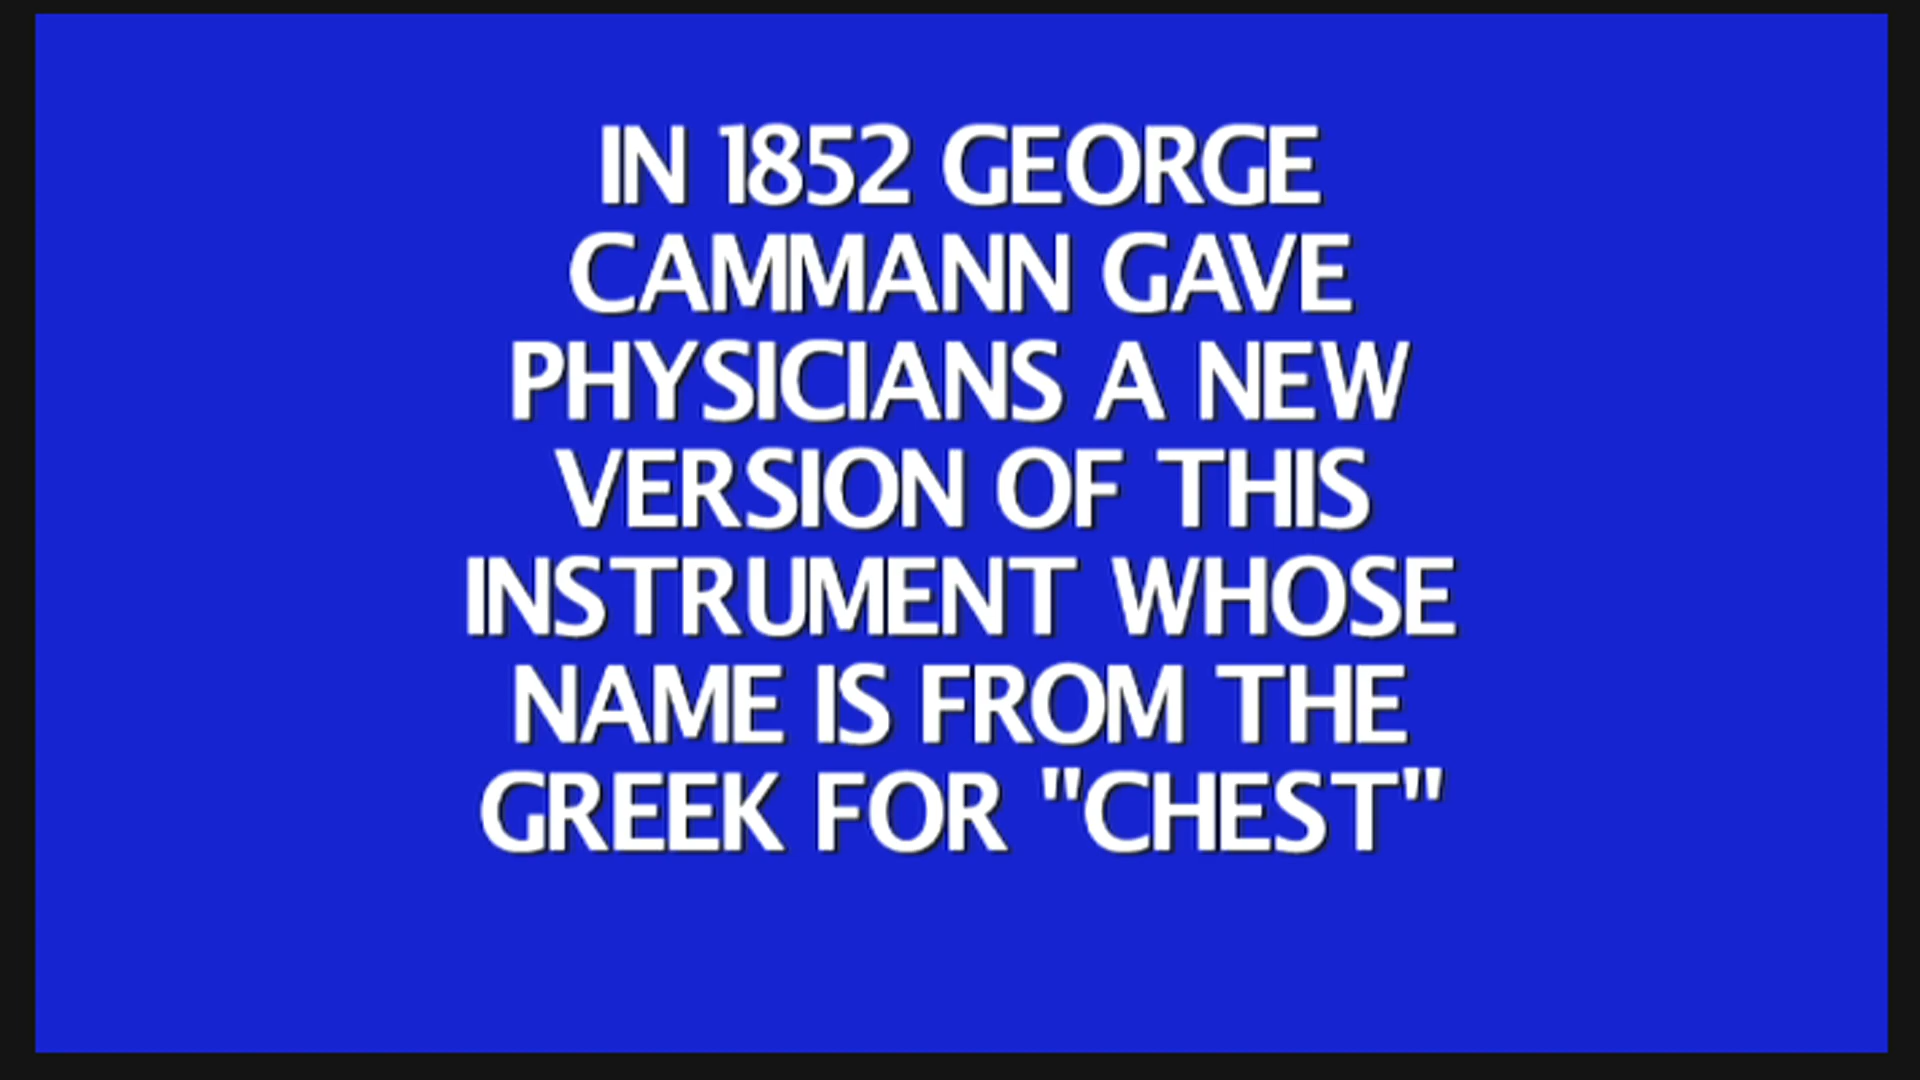 IN 1852 GEORGE
CAMMANN GAVE
PHYSICIANS A NEW
VERSION OF THIS
INSTRUMENT WHOSE
NAME IS FROM THE
GREEK FOR "CHEST"